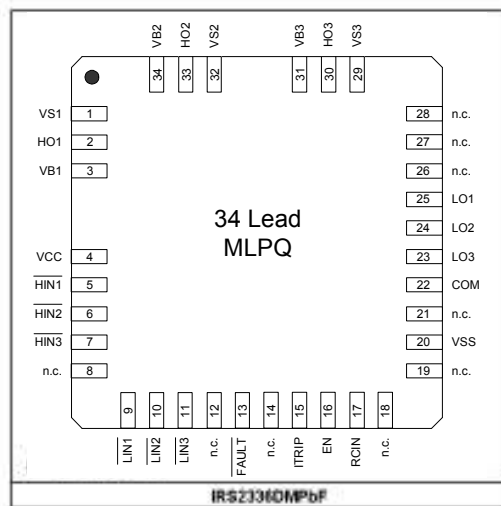 VB2 HO2 VS2 VB3 HO3 VS3
34 33 32 31 30 29
VS1 1 28 n.c.
HO1 2 27 n.c.
VB1 3 26 n.c.
25 LO1
34 Lead
24 LO2
MLPQ
VCC 4 23 LO3
HIN1 5 22 COM
HIN2 6 21 n.c.
HIN3 7 20 VSS
n.c. 8 19 n.c.
9 10 11 12 13 14 15 16 17 18
LIN1 LIN2 LIN3 n.c. FAULT n.c. ITRIP EN RCIN n.c.
IRS2336DMPbF